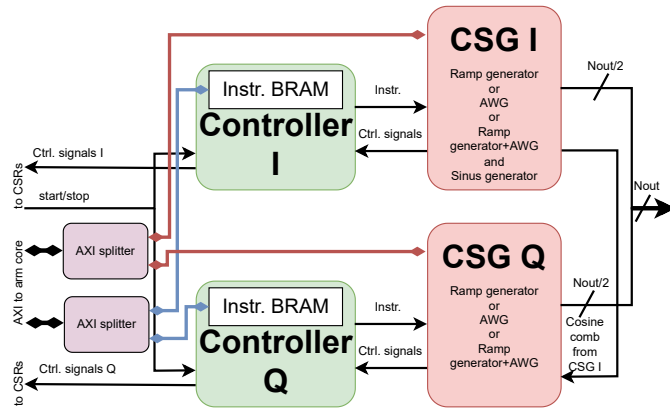 CSG I
Ramp generator
or
AWG
or
Ramp
generator+AWG
and
Sinus generator
Nout/2
Instr. BRAM
Controller
I
Instr.
Ctrl. signals
Ctrl. signals I
to CSRs
start/stop
Nout
AXI to arm core
AXI splitter
AXI splitter
CSG Q
Ramp generator
or
AWG
or
Ramp
generator+AWG
Nout/2
Cosine
comb
from
CSG I
Instr. BRAM
Controller
Q
Instr.
Ctrl. signals
Ctrl. signals Q
to CSRs